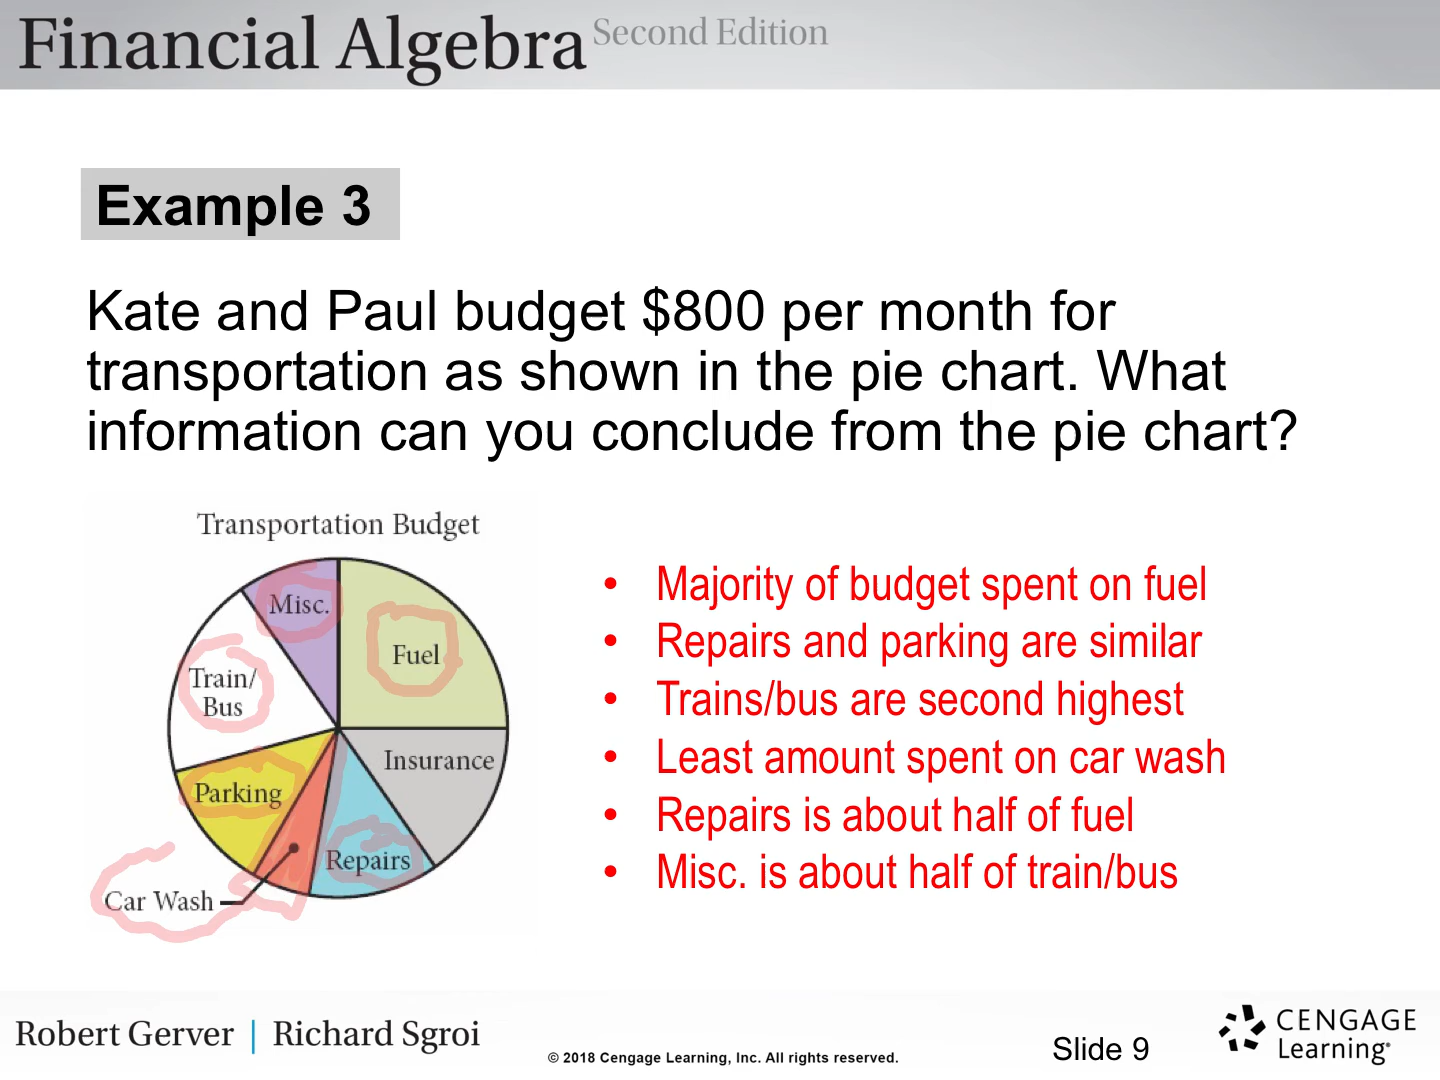 Financial Algebra Second Edition
Example 3
Kate and Paul budget $800 per month for
transportation as shown in the pie chart. What
information can you conclude from the pie chart?
Transportation Budget
Misc.
Fuel
Train/
Bus
Insurance
Parking
Repairs
Car Wash
• Majority of budget spent on fuel
• Repairs and parking are similar
• Trains/bus are second highest
• Least amount spent on car wash
• Repairs is about half of fuel
• Misc. is about half of train/bus
Robert Gerver | Richard Sgroi
© 2018 Cengage Learning, Inc. All rights reserved.
Slide 9
CENGAGE
Learning®